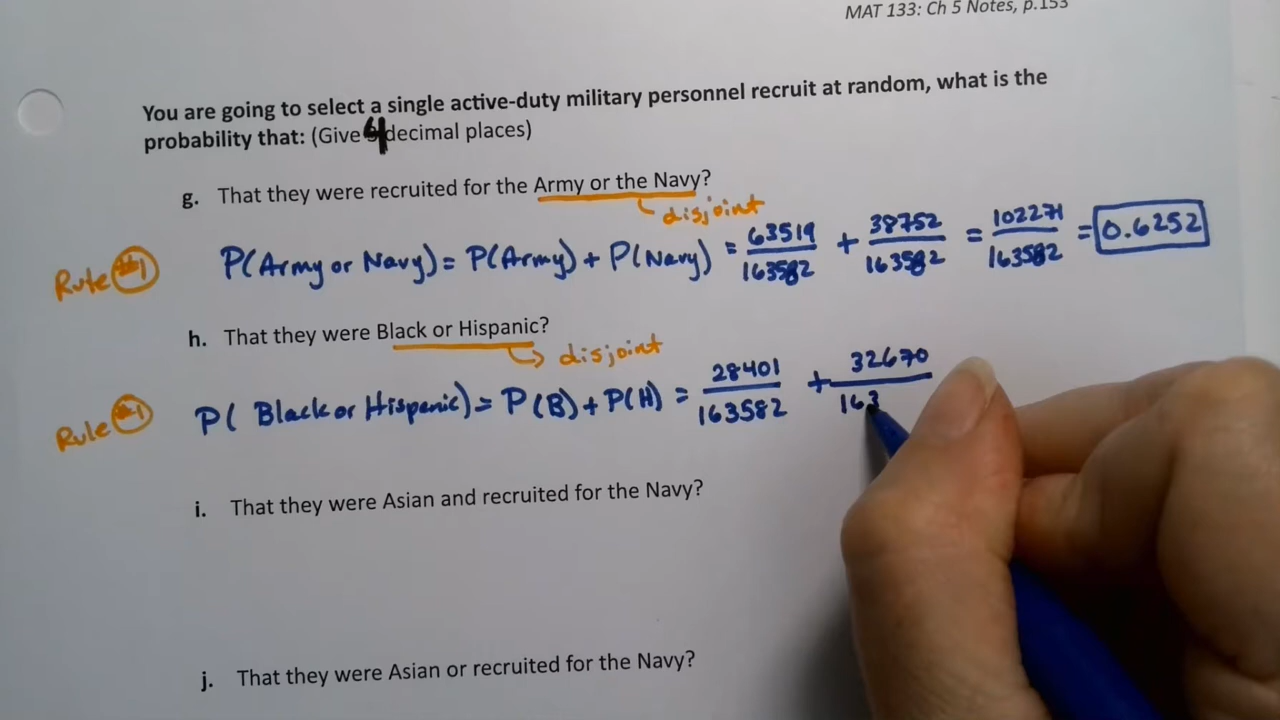 MAT 133: Ch 5 Notes, p.153
You are going to select a single active-duty military personnel recruit at random, what is the
probability that: (Give 4 decimal places)
g. That they were recruited for the Army or the Navy?
disjoint
Rule #1 P(Army or Navy) = P(Army) + P(Navy) = 63519/163582 + 38752/163582 = 102271/163582 = 0.6252
h. That they were Black or Hispanic?
disjoint
Rule #1 P( Black or Hispanic) = P(B) + P(H) = 28401/163582 + 32670/163
i. That they were Asian and recruited for the Navy?
j. That they were Asian or recruited for the Navy?